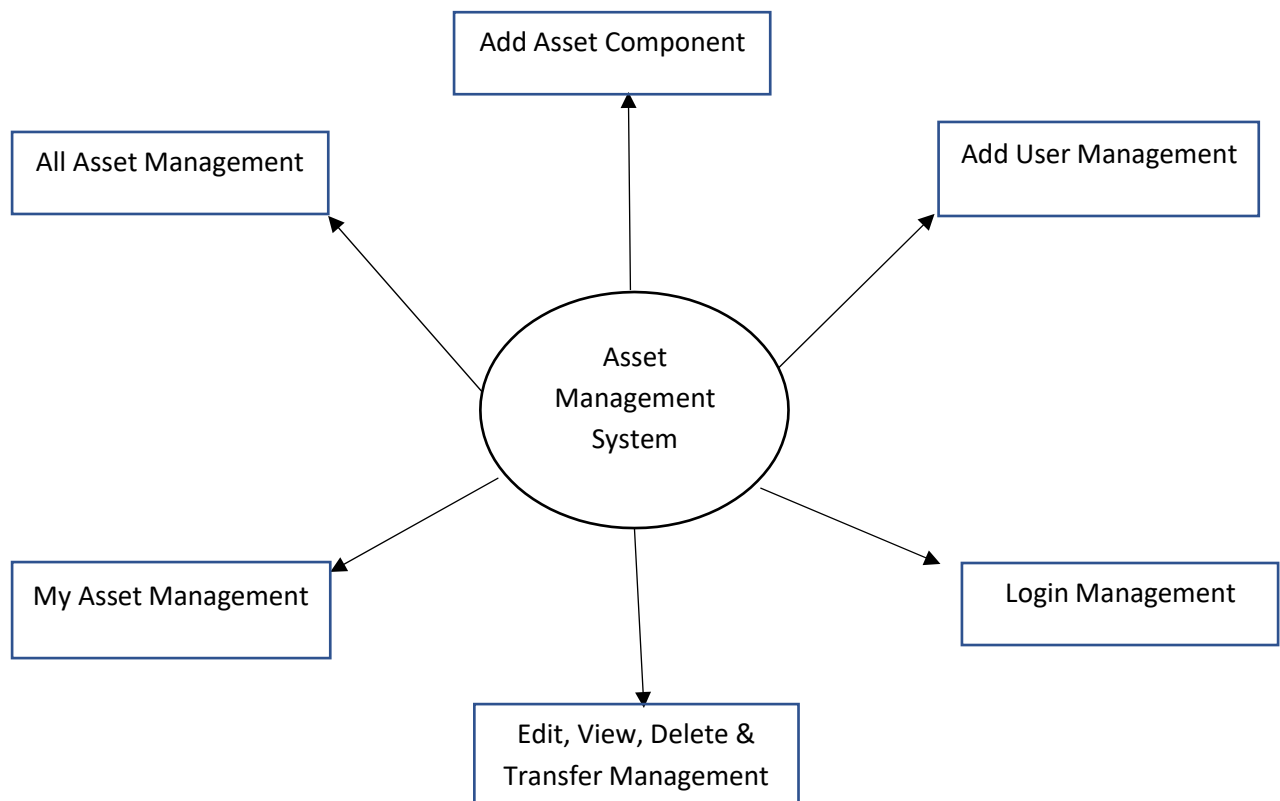 Add Asset Component
All Asset Management
Add User Management
Asset
Management
System
My Asset Management
Login Management
Edit, View, Delete &
Transfer Management